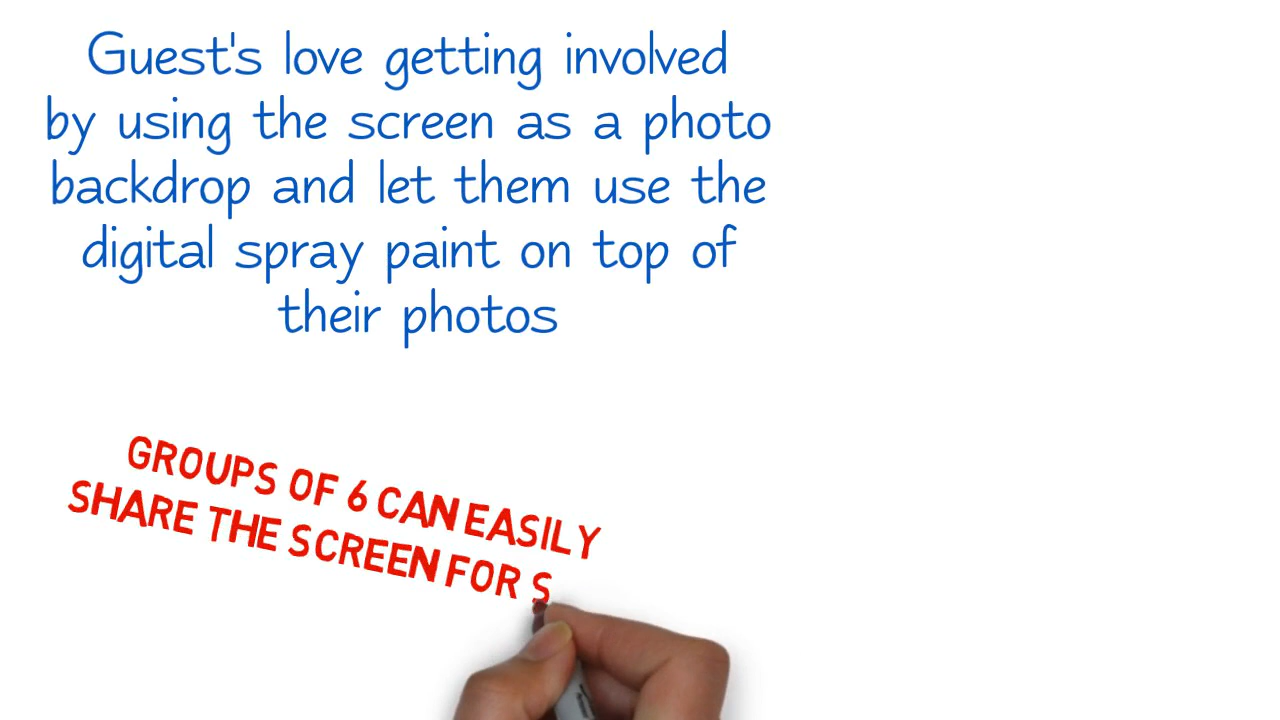 Guest's love getting involved
by using the screen as a photo
backdrop and let them use the
digital spray paint on top of
their photos
GROUPS OF 6 CAN EASILY
SHARE THE SCREEN FOR S